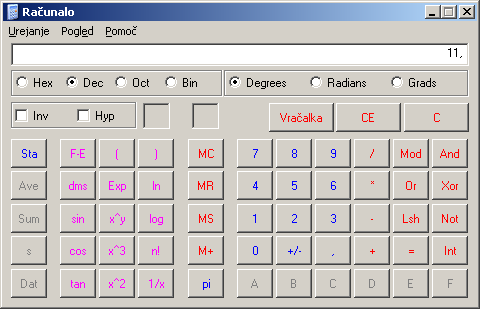 Računalo
Urejanje Pogled Pomoč
11,
Hex Dec Oct Bin Degrees Radians Grads
Inv Hyp Vračalka CE C
Sta F-E ( ) MC 7 8 9 / Mod And
Ave dms Exp ln MR 4 5 6 * Or Xor
Sum sin x^y log MS 1 2 3 - Lsh Not
s cos x^3 n! M+ 0 +/- , + = Int
Dat tan x^2 1/x pi A B C D E F